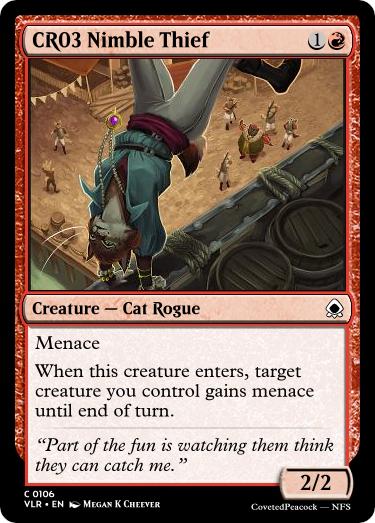 CR03 Nimble Thief
1
Creature — Cat Rogue
Menace
When this creature enters, target
creature you control gains menace
until end of turn.
“Part of the fun is watching them think
they can catch me.”
2/2
C 0106
VLR • EN Megan K Cheever
CovetedPeacock — NFS